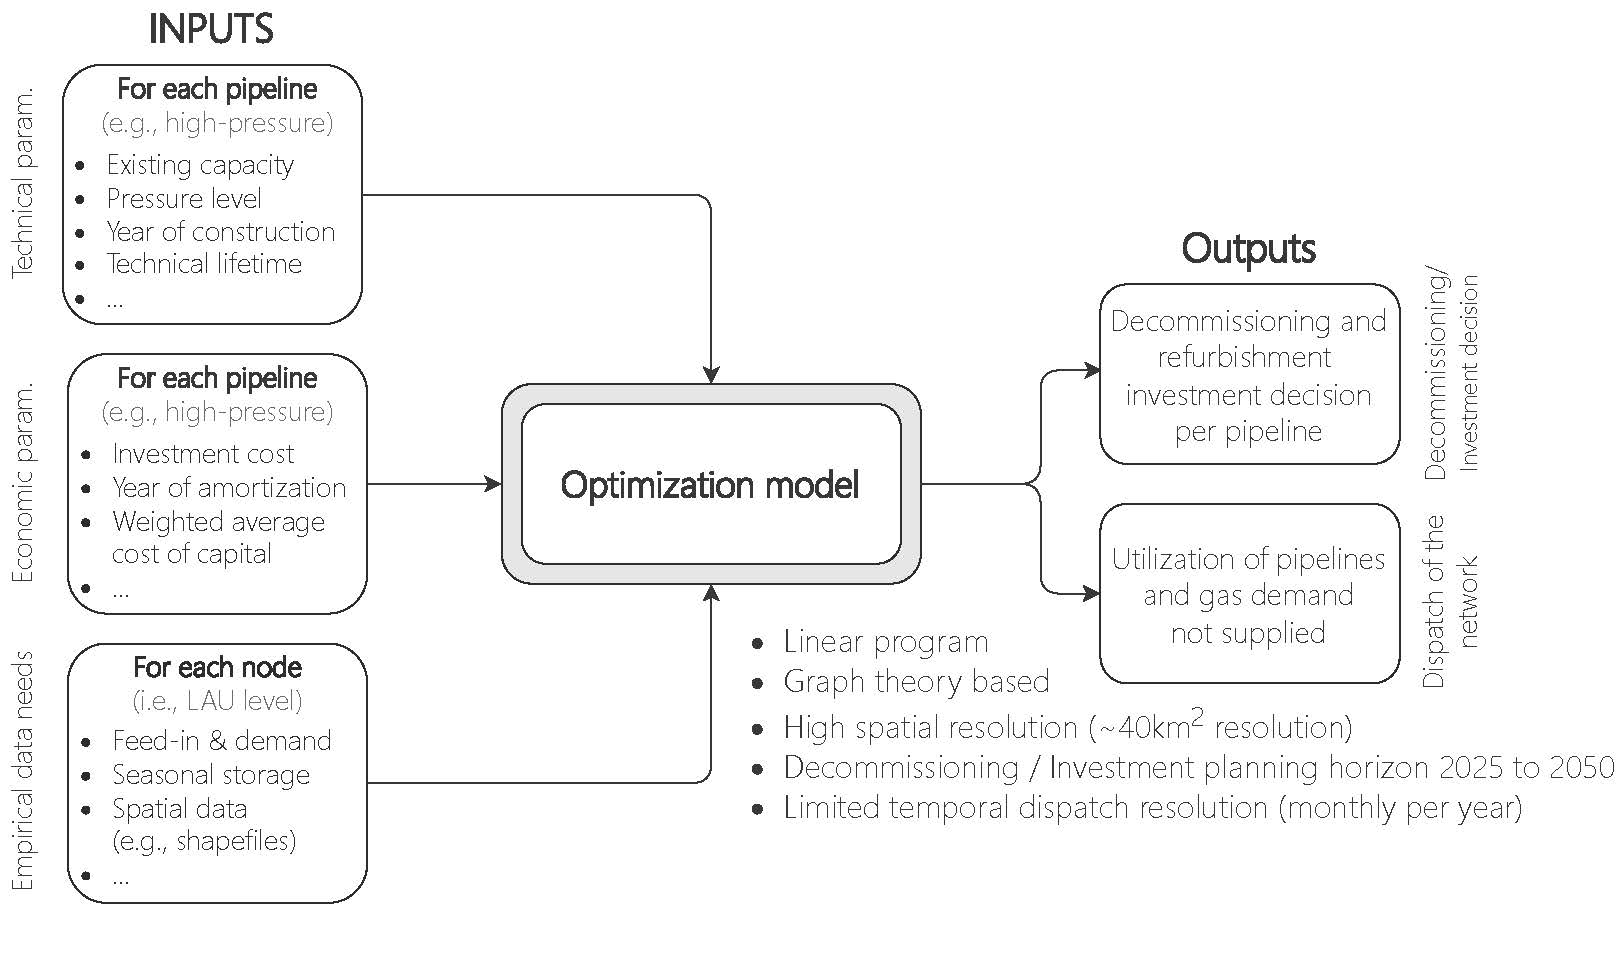 INPUTS
Technical param.
For each pipeline
(e.g., high-pressure)
• Existing capacity
• Pressure level
• Year of construction
• Technical lifetime
• ...
Economic param.
For each pipeline
(e.g., high-pressure)
• Investment cost
• Year of amortization
• Weighted average
cost of capital
• ...
Empirical data needs
For each node
(i.e., LAU level)
• Feed-in & demand
• Seasonal storage
• Spatial data
(e.g., shapefiles)
• ...
Optimization model
• Linear program
• Graph theory based
• High spatial resolution (~40km² resolution)
• Decommissioning / Investment planning horizon 2025 to 2050
• Limited temporal dispatch resolution (monthly per year)
Outputs
Decommissioning and
refurbishment
investment decision
per pipeline
Decommissioning/
Investment decision
Utilization of pipelines
and gas demand
not supplied
Dispatch of the
network